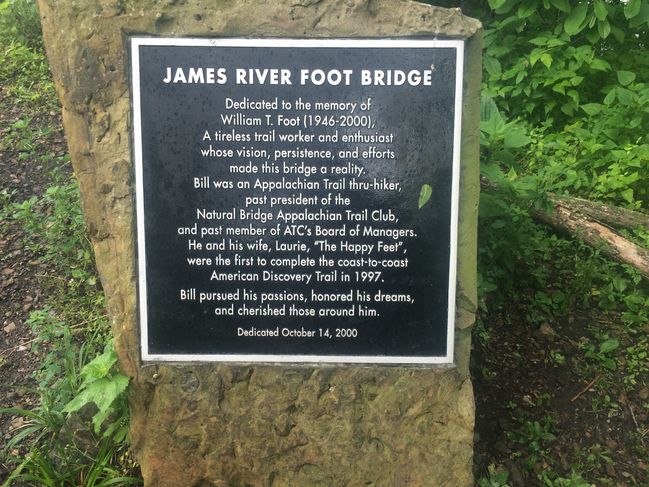 JAMES RIVER FOOT BRIDGE
Dedicated to the memory of
William T. Foot (1946-2000),
A tireless trail worker and enthusiast
whose vision, persistence, and efforts
made this bridge a reality.
Bill was an Appalachian Trail thru-hiker,
past president of the
Natural Bridge Appalachian Trail Club,
and past member of ATC's Board of Managers.
He and his wife, Laurie, "The Happy Feet",
were the first to complete the coast-to-coast
American Discovery Trail in 1997.
Bill pursued his passions, honored his dreams,
and cherished those around him.
Dedicated October 14, 2000